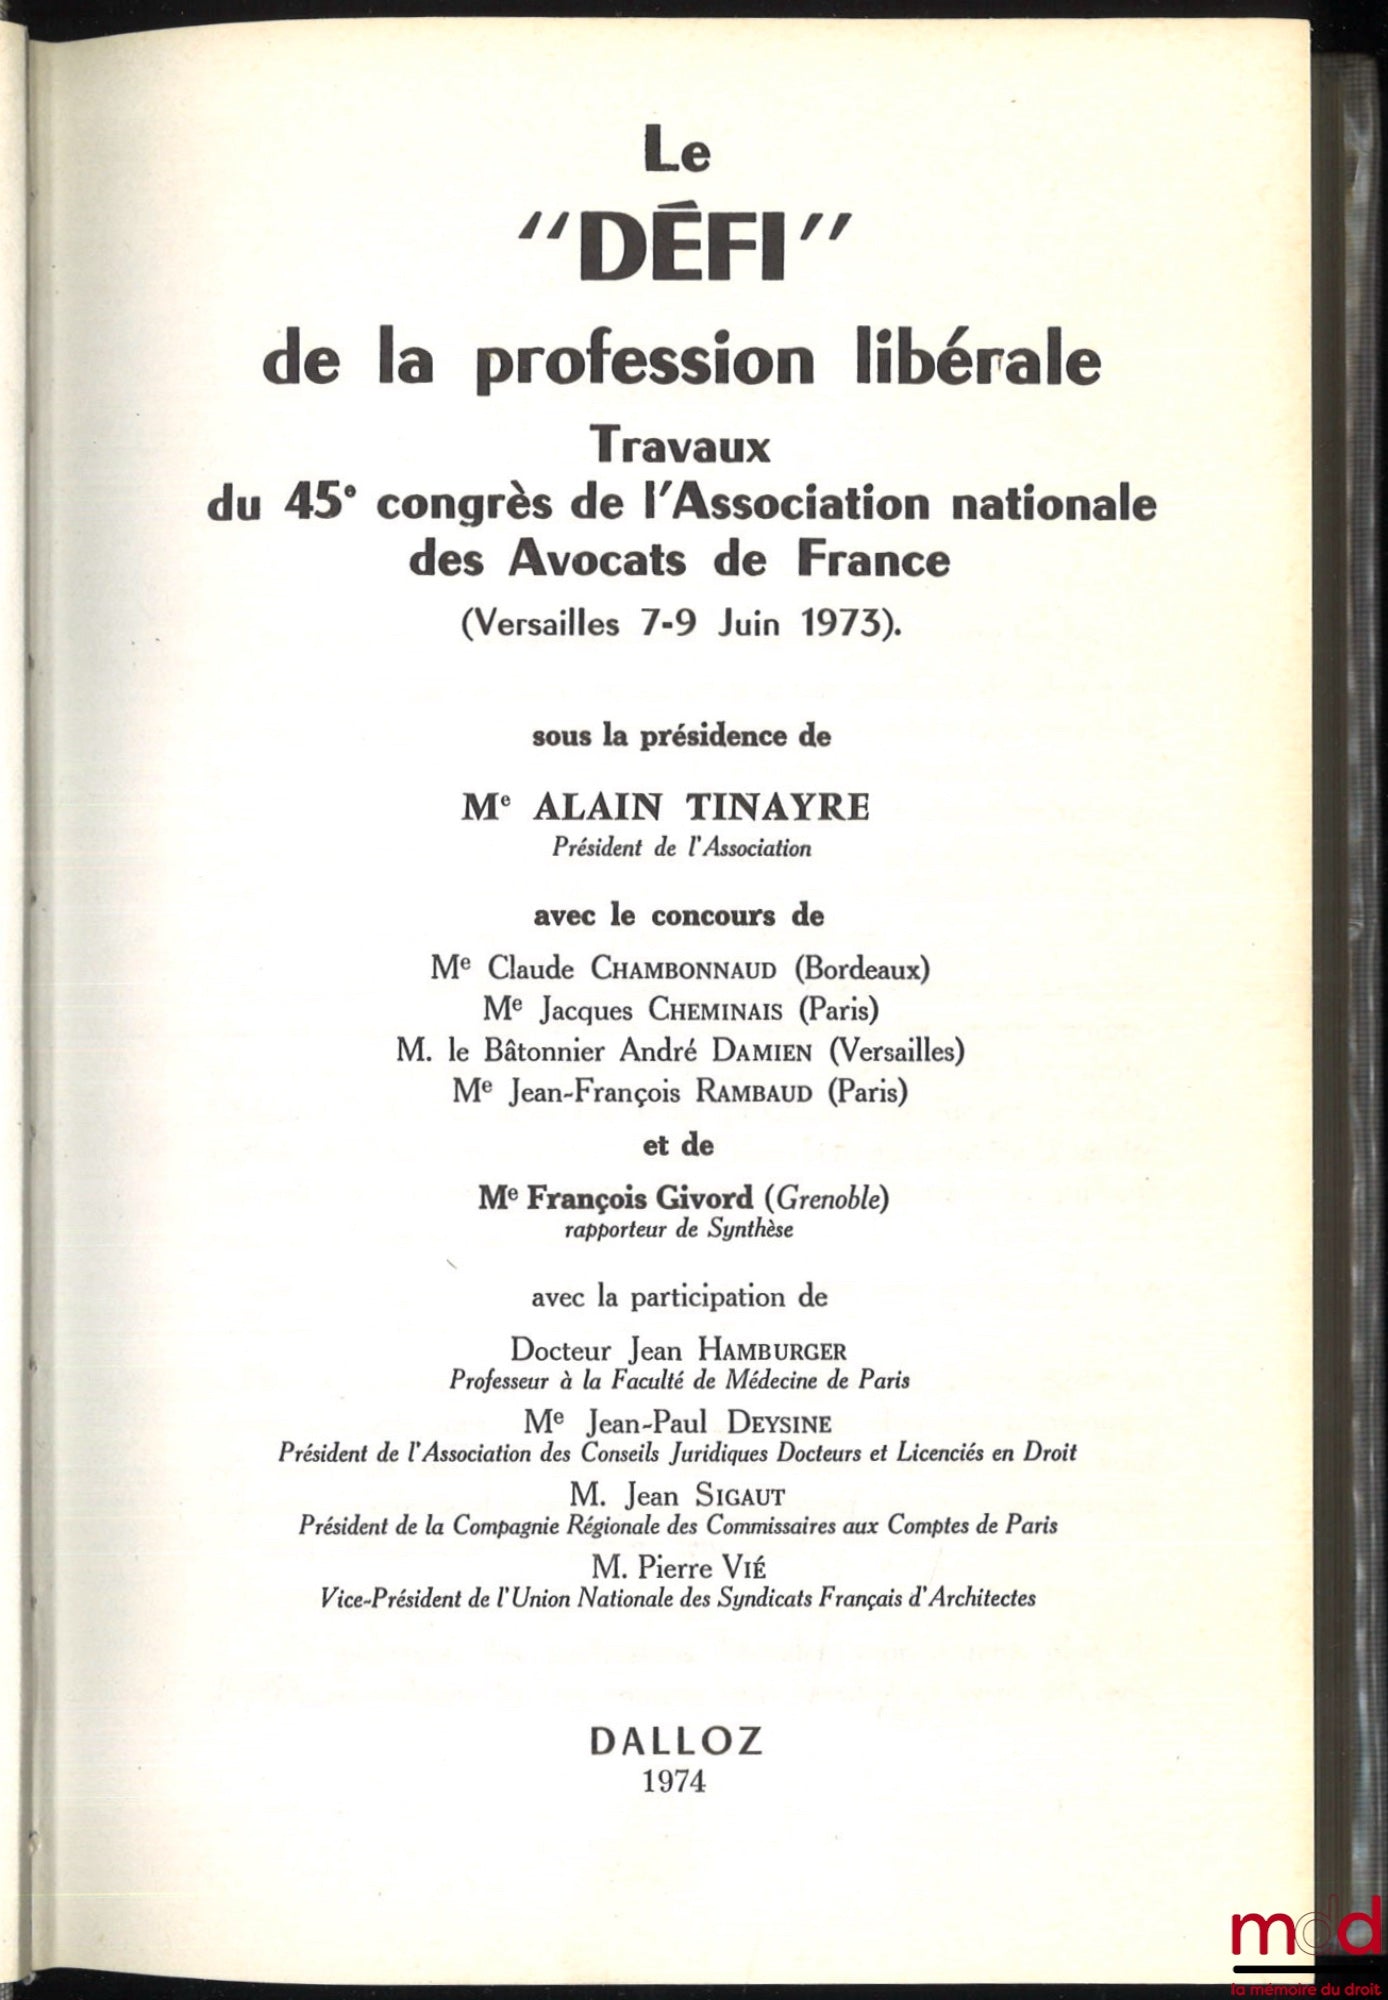 Le
"DÉFI"
de la profession libérale
Travaux
du 45e congrès de l'Association nationale
des Avocats de France
(Versailles 7-9 Juin 1973).
sous la présidence de
Me ALAIN TINAYRE
Président de l'Association
avec le concours de
Me Claude CHAMBONNAUD (Bordeaux)
Me Jacques CHEMINAIS (Paris)
M. le Bâtonnier André DAMIEN (Versailles)
Me Jean-François RAMBAUD (Paris)
et de
Me François Givord (Grenoble)
rapporteur de Synthèse
avec la participation de
Docteur Jean HAMBURGER
Professeur à la Faculté de Médecine de Paris
Me Jean-Paul DEYSINE
Président de l'Association des Conseils Juridiques Docteurs et Licenciés en Droit
M. Jean SIGAUT
Président de la Compagnie Régionale des Commissaires aux Comptes de Paris
M. Pierre VIÉ
Vice-Président de l'Union Nationale des Syndicats Français d'Architectes
DALLOZ
1974
mdd
la mémoire du droit